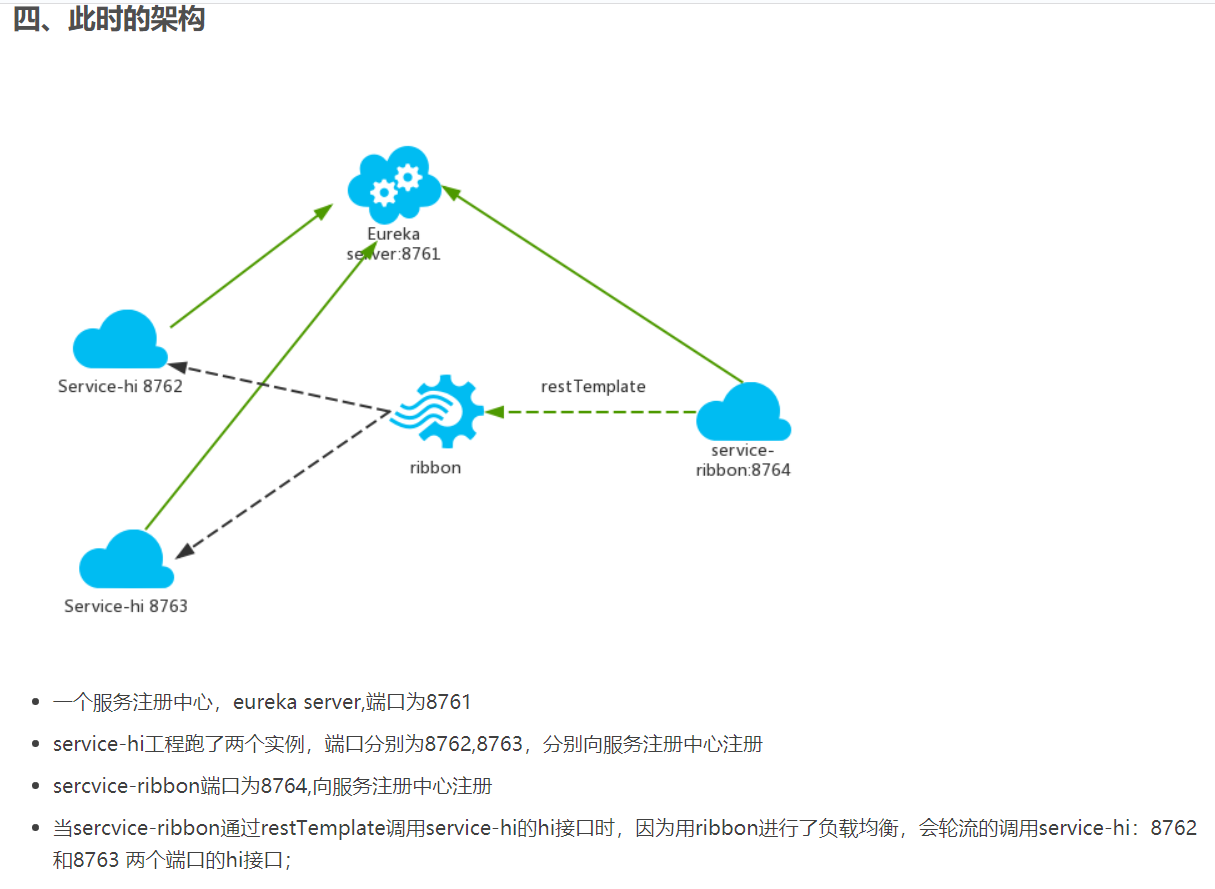 四、此时的架构
Eureka
server:8761
Service-hi 8762
restTemplate
ribbon
service-
ribbon:8764
Service-hi 8763
一个服务注册中心，eureka server,端口为8761
service-hi工程跑了两个实例，端口分别为8762,8763，分别向服务注册中心注册
sercvice-ribbon端口为8764,向服务注册中心注册
当sercvice-ribbon通过restTemplate调用service-hi的hi接口时，因为用ribbon进行了负载均衡，会轮流的调用service-hi：8762
和8763 两个端口的hi接口；